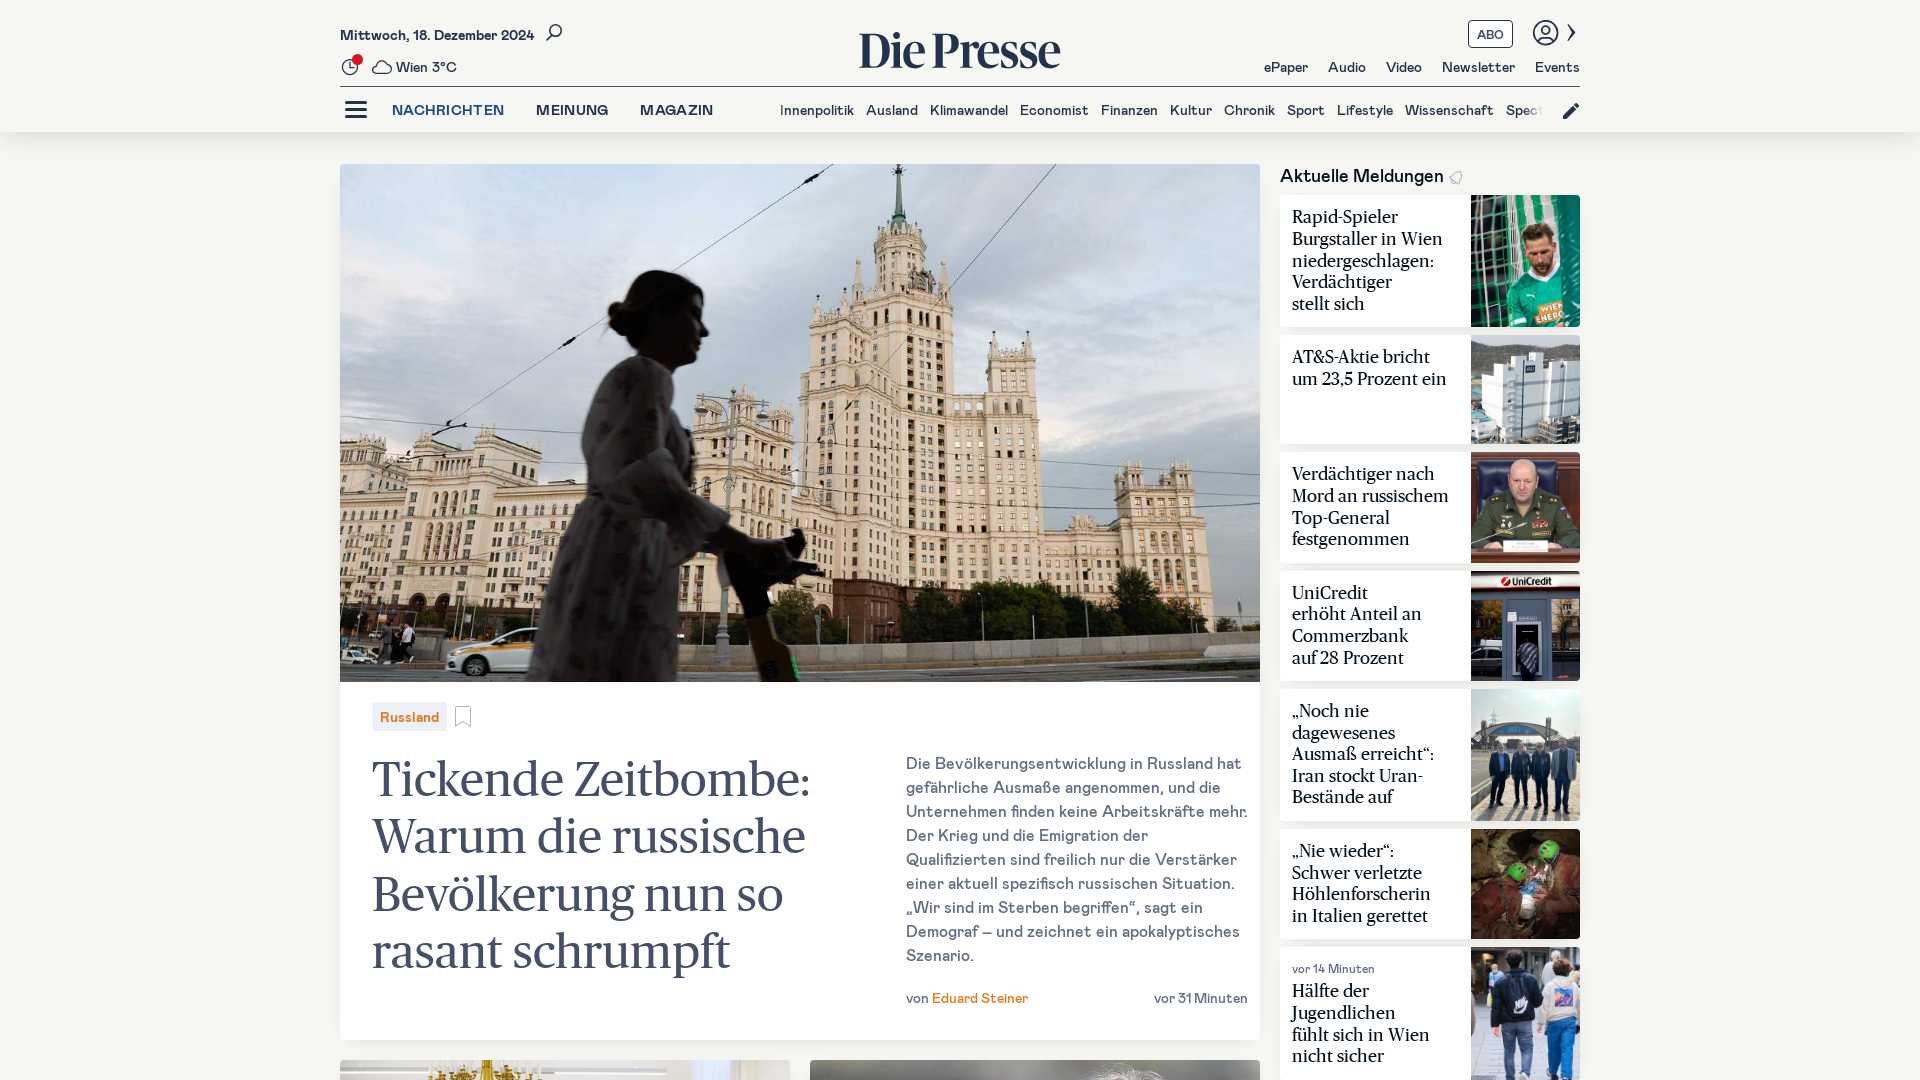 Mittwoch, 18. Dezember 2024
Wien 3°C
Die Presse
ABO
ePaper Audio Video Newsletter Events
NACHRICHTEN MEINUNG MAGAZIN
Innenpolitik Ausland Klimawandel Economist Finanzen Kultur Chronik Sport Lifestyle Wissenschaft Spect
Russland
Tickende Zeitbombe:
Warum die russische
Bevölkerung nun so
rasant schrumpft
Die Bevölkerungsentwicklung in Russland hat
gefährliche Ausmaße angenommen, und die
Unternehmen finden keine Arbeitskräfte mehr.
Der Krieg und die Emigration der
Qualifizierten sind freilich nur die Verstärker
einer aktuell spezifisch russischen Situation.
„Wir sind im Sterben begriffen“, sagt ein
Demograf – und zeichnet ein apokalyptisches
Szenario.
von Eduard Steiner
vor 31 Minuten
Aktuelle Meldungen
Rapid-Spieler
Burgstaller in Wien
niedergeschlagen:
Verdächtiger
stellt sich
WIEN
ENERG
AT&S-Aktie bricht
um 23,5 Prozent ein
Verdächtiger nach
Mord an russischem
Top-General
festgenommen
UniCredit
erhöht Anteil an
Commerzbank
auf 28 Prozent
UniCredit
„Noch nie
dagewesenes
Ausmaß erreicht“:
Iran stockt Uran-
Bestände auf
„Nie wieder“:
Schwer verletzte
Höhlenforscherin
in Italien gerettet
vor 14 Minuten
Hälfte der
Jugendlichen
fühlt sich in Wien
nicht sicher